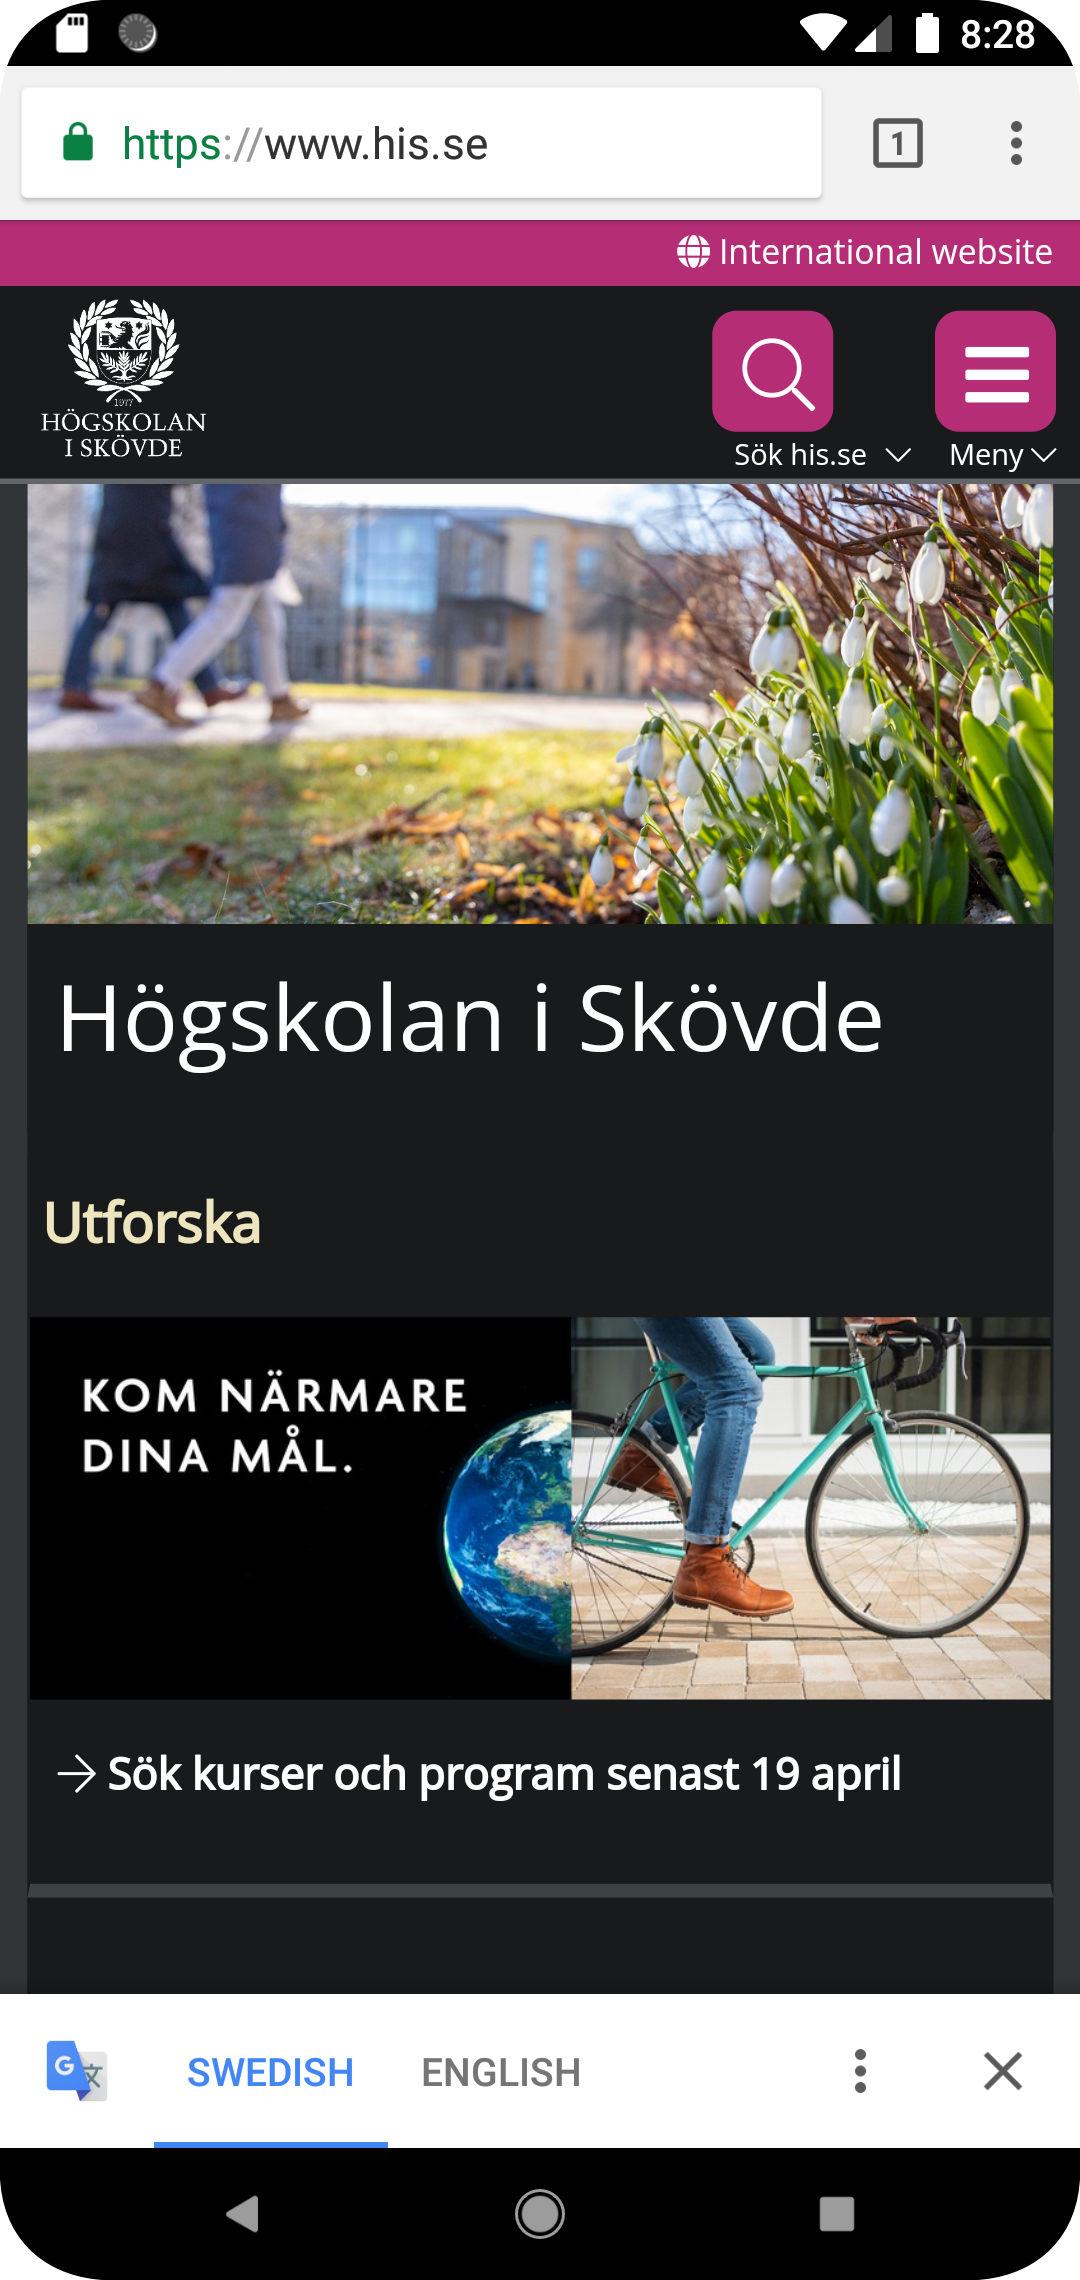 8:28
https://www.his.se
1
International website
1977
HÖGSKOLAN
I SKÖVDE
Sök his.se
Meny
Högskolan i Skövde
Utforska
KOM NÄRMARE
DINA MÅL.
Sök kurser och program senast 19 april
G 文
SWEDISH
ENGLISH